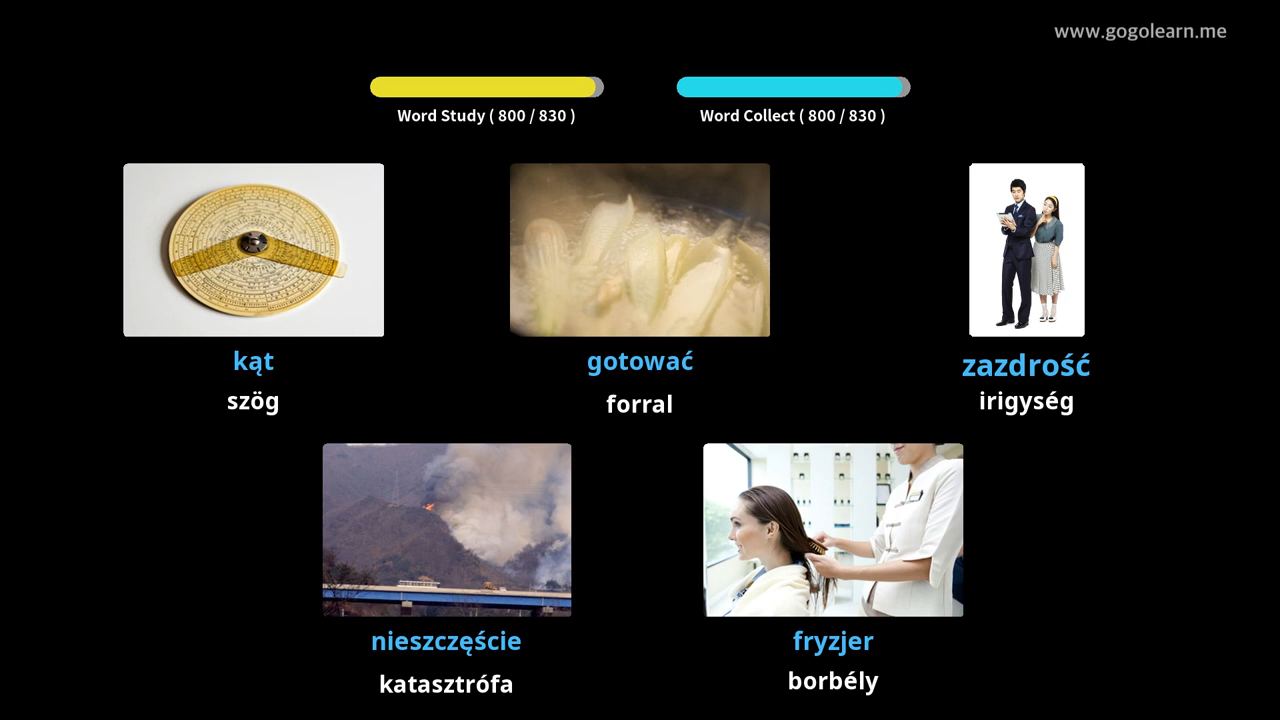 www.gogolearn.me
Word Study ( 800 / 830 )
Word Collect ( 800 / 830 )
kąt
szög
gotować
forral
zazdrość
irigység
nieszczęście
katasztrófa
fryzjer
borbély